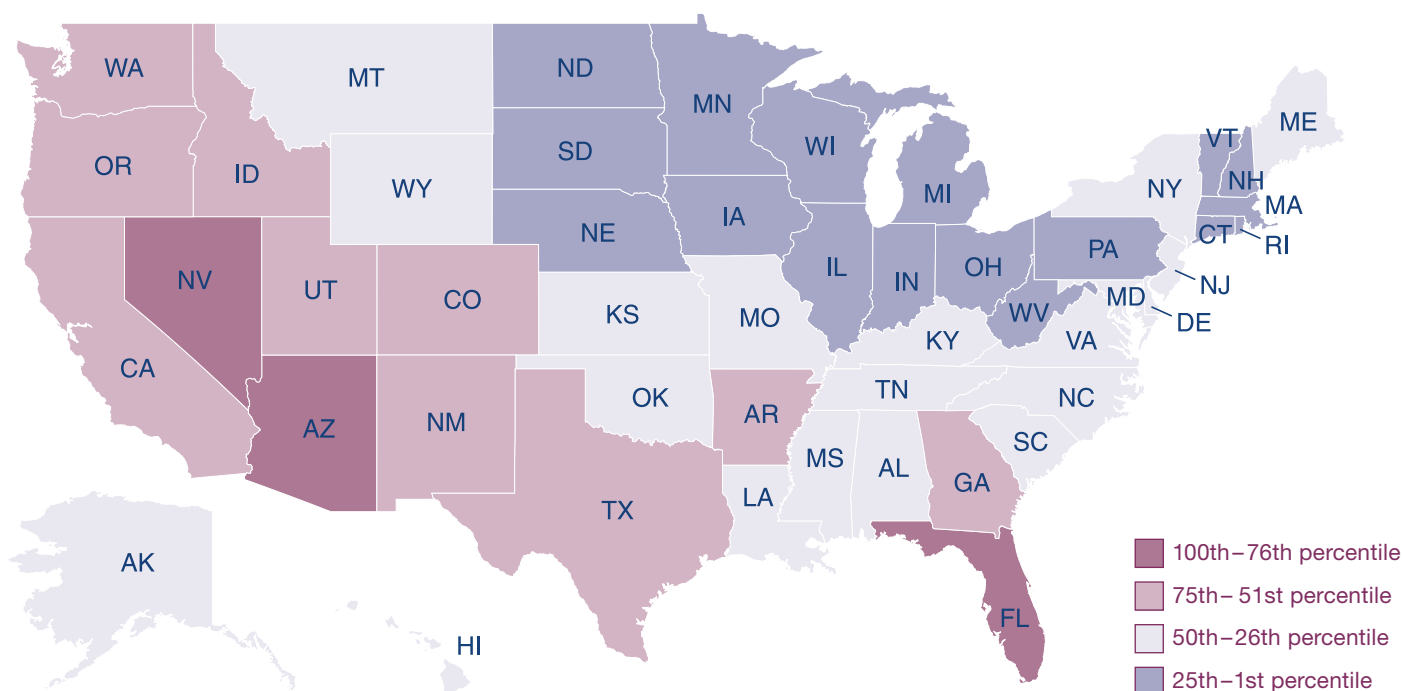 WA
MT
ND
MN
ME
OR
ID
SD
WI
VT
WY
MI
NY
NH
IA
MA
NE
CT
RI
PA
NV
UT
CO
IL
IN
OH
NJ
KS
MO
WV
MD
DE
KY
VA
CA
TN
NC
OK
AR
AZ
NM
SC
MS
AL
GA
LA
TX
AK
FL
HI
100th–76th percentile
75th–51st percentile
50th–26th percentile
25th–1st percentile